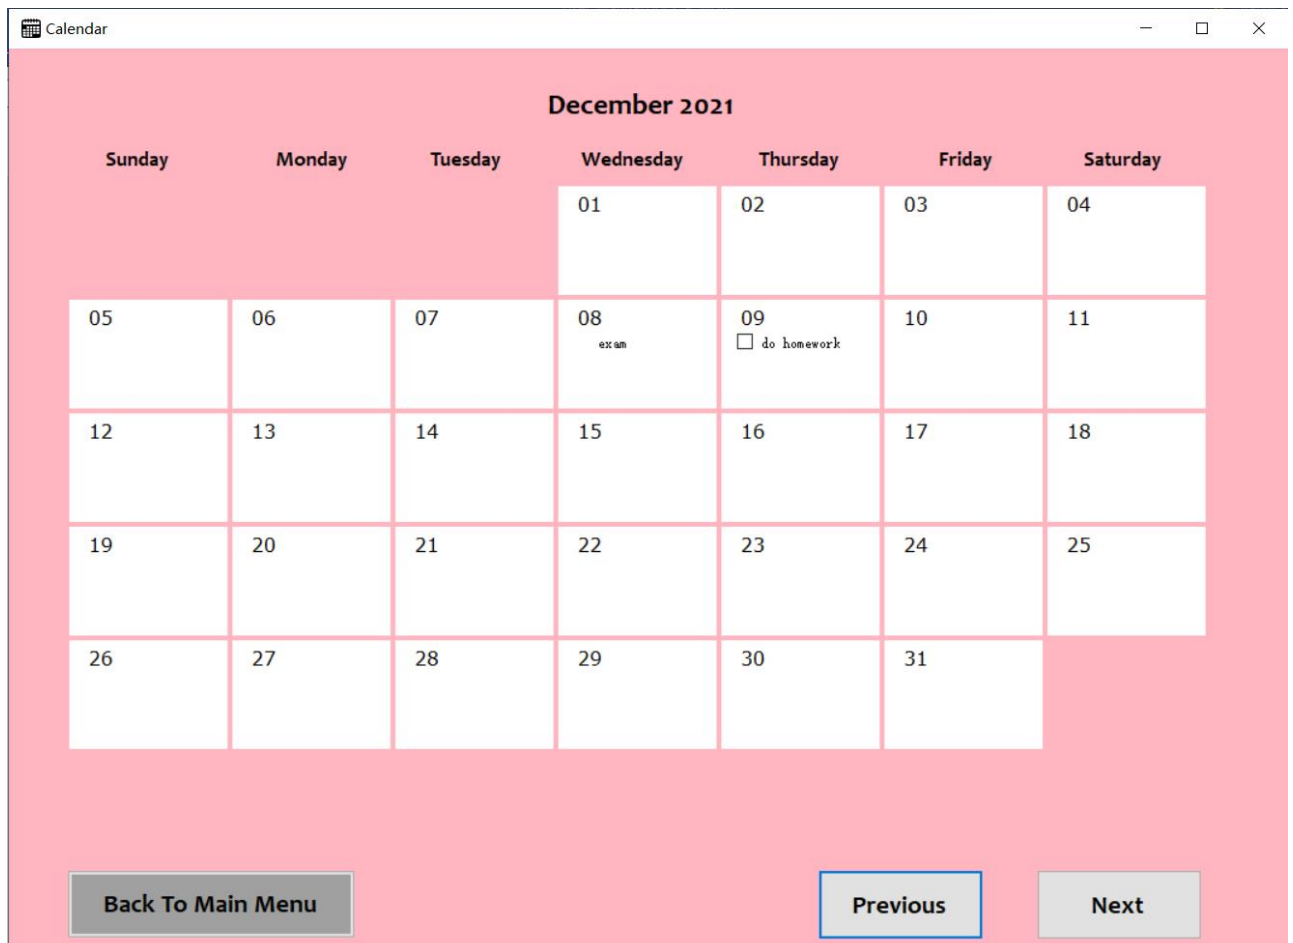 Calendar
December 2021
Sunday Monday Tuesday Wednesday Thursday Friday Saturday
01 02 03 04
05 06 07 08 09 10 11
exam do homework
12 13 14 15 16 17 18
19 20 21 22 23 24 25
26 27 28 29 30 31
Back To Main Menu Previous Next